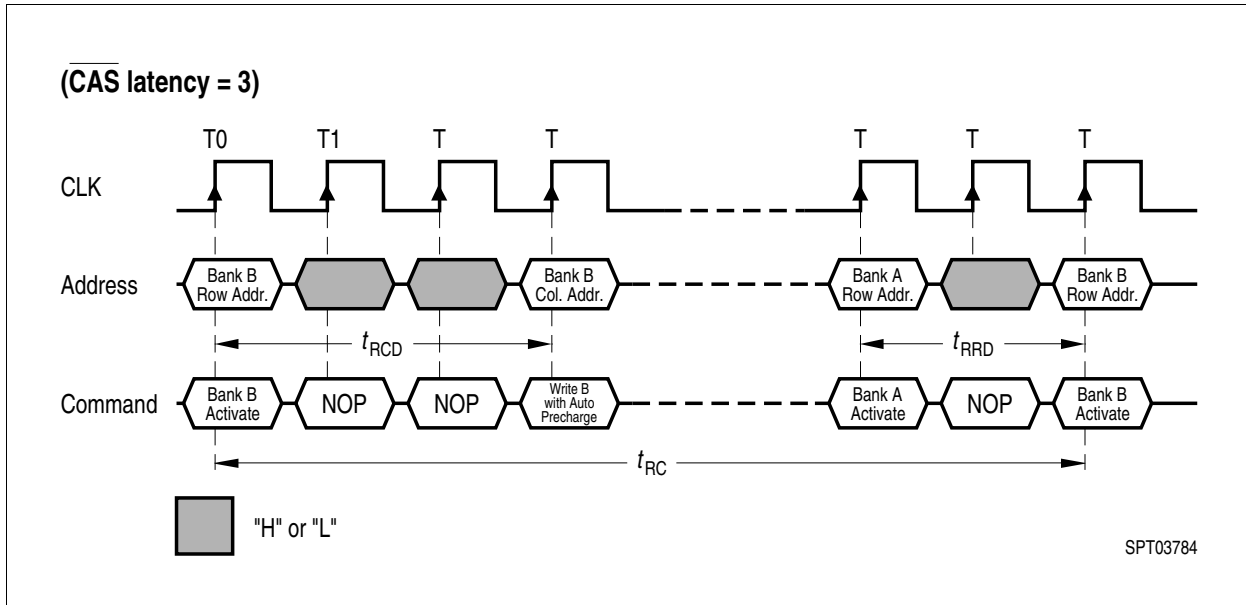 (CAS latency = 3)
T0 T1 T T T T T
CLK
Address
Bank B
Row Addr.
Bank B
Col. Addr.
Bank A
Row Addr.
Bank B
Row Addr.
tRCD
tRRD
Command
Bank B
Activate
NOP
NOP
Write B
with Auto
Precharge
Bank A
Activate
NOP
Bank B
Activate
tRC
"H" or "L"
SPT03784